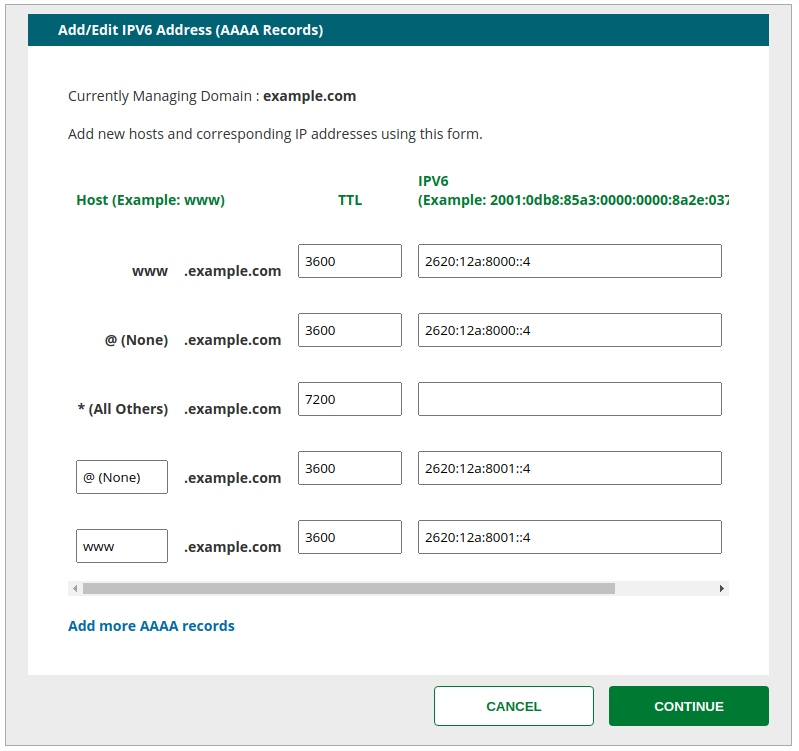 Add/Edit IPV6 Address (AAAA Records)
Currently Managing Domain : example.com
Add new hosts and corresponding IP addresses using this form.
IPV6
Host (Example: www) TTL (Example: 2001:0db8:85a3:0000:0000:8a2e:037
www .example.com 3600 2620:12a:8000::4
@ (None) .example.com 3600 2620:12a:8000::4
* (All Others) .example.com 7200
@ (None) .example.com 3600 2620:12a:8001::4
www .example.com 3600 2620:12a:8001::4
Add more AAAA records
CANCEL CONTINUE